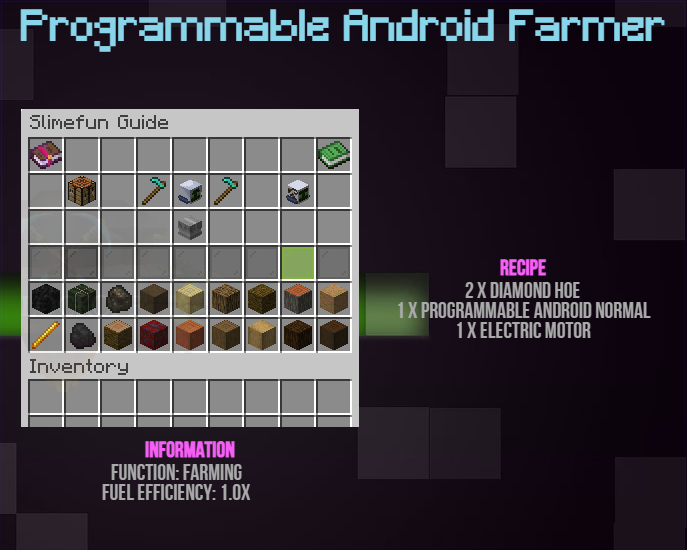 Programmable Android Farmer
Slimefun Guide
RECIPE
2 X DIAMOND HOE
1 X PROGRAMMABLE ANDROID NORMAL
1 X ELECTRIC MOTOR
Inventory
INFORMATION
FUNCTION: FARMING
FUEL EFFICIENCY: 1.0X